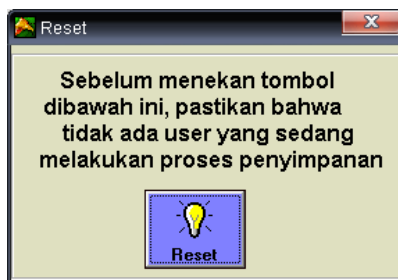 Reset
Sebelum menekan tombol
dibawah ini, pastikan bahwa
tidak ada user yang sedang
melakukan proses penyimpanan
Reset